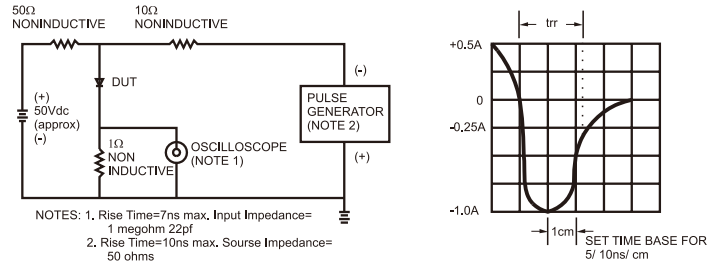 50Ω
NONINDUCTIVE
10Ω
NONINDUCTIVE
DUT
(+)
50Vdc
(approx)
(-)
1Ω
NON
INDUCTIVE
OSCILLOSCOPE
(NOTE 1)
(-)
PULSE
GENERATOR
(NOTE 2)
(+)
NOTES: 1. Rise Time=7ns max. Input Impedance=
1 megohm 22pf
2. Rise Time=10ns max. Sourse Impedance=
50 ohms
trr
+0.5A
0
-0.25A
-1.0A
1cm
SET TIME BASE FOR
5/ 10ns/ cm